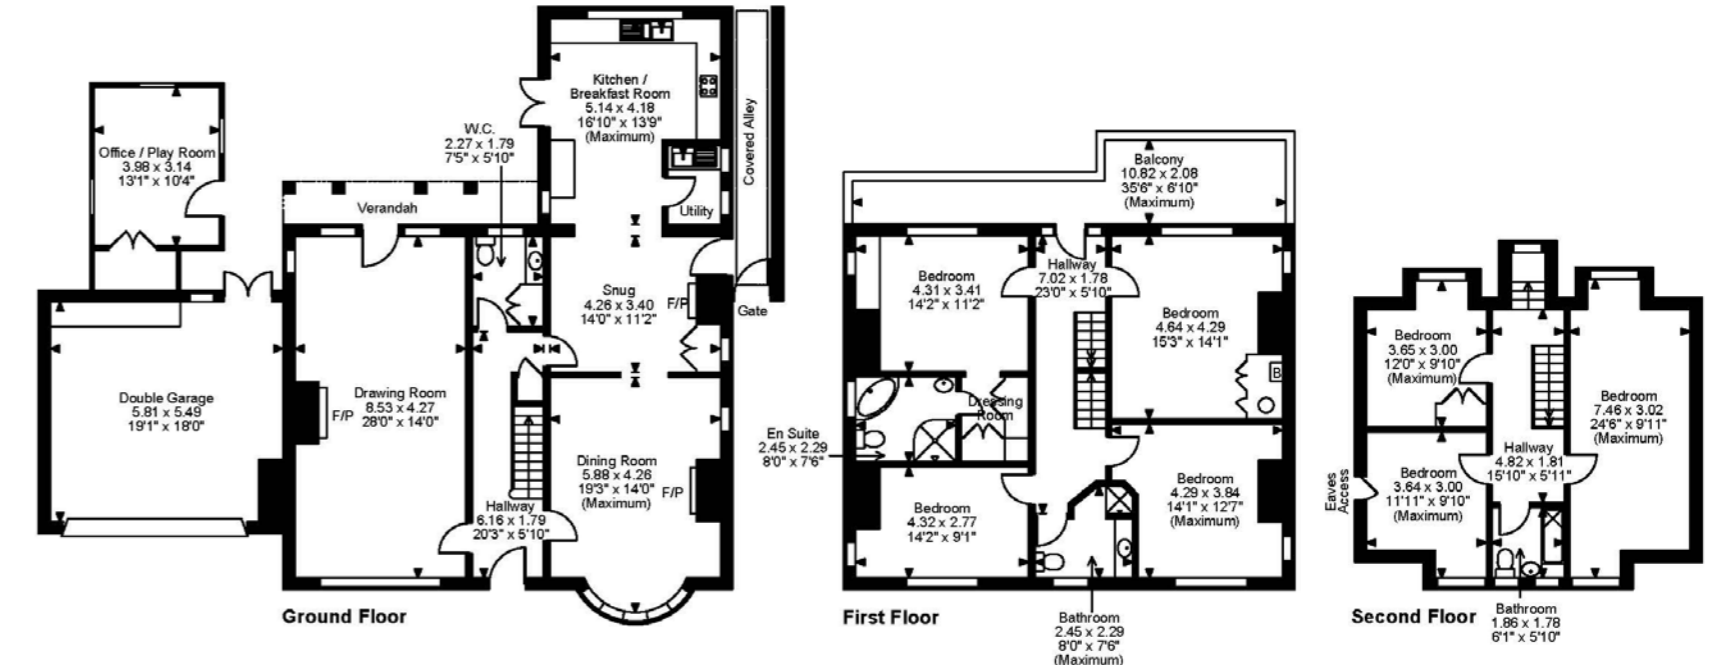 Office / Play Room
3.98 x 3.14
13'1" x 10'4"
Double Garage
5.81 x 5.49
19'1" x 18'0"
Verandah
Drawing Room
8.53 x 4.27
28'0" x 14'0"
F/P
W.C.
2.27 x 1.79
7'5" x 5'10"
Hallway
6.16 x 1.79
20'3" x 5'10"
Kitchen /
Breakfast Room
5.14 x 4.18
16'10" x 13'9"
(Maximum)
Utility
Covered Alley
Gate
Snug
4.26 x 3.40
14'0" x 11'2"
F/P
Dining Room
5.88 x 4.26
19'3" x 14'0"
(Maximum)
F/P
Ground Floor
Balcony
10.82 x 2.08
35'6" x 6'10"
(Maximum)
Bedroom
4.31 x 3.41
14'2" x 11'2"
Hallway
7.02 x 1.78
23'0" x 5'10"
Bedroom
4.64 x 4.29
15'3" x 14'1"
B
Dressing
Room
En Suite
2.45 x 2.29
8'0" x 7'6"
Bedroom
4.32 x 2.77
14'2" x 9'1"
Bedroom
4.29 x 3.84
14'1" x 12'7"
(Maximum)
Bathroom
2.45 x 2.29
8'0" x 7'6"
(Maximum)
First Floor
Bedroom
3.65 x 3.00
12'0" x 9'10"
(Maximum)
Bedroom
7.46 x 3.02
24'6" x 9'11"
(Maximum)
Hallway
4.82 x 1.81
15'10" x 5'11"
Bedroom
3.64 x 3.00
11'11" x 9'10"
(Maximum)
Eaves
Access
Bathroom
1.86 x 1.78
6'1" x 5'10"
Second Floor